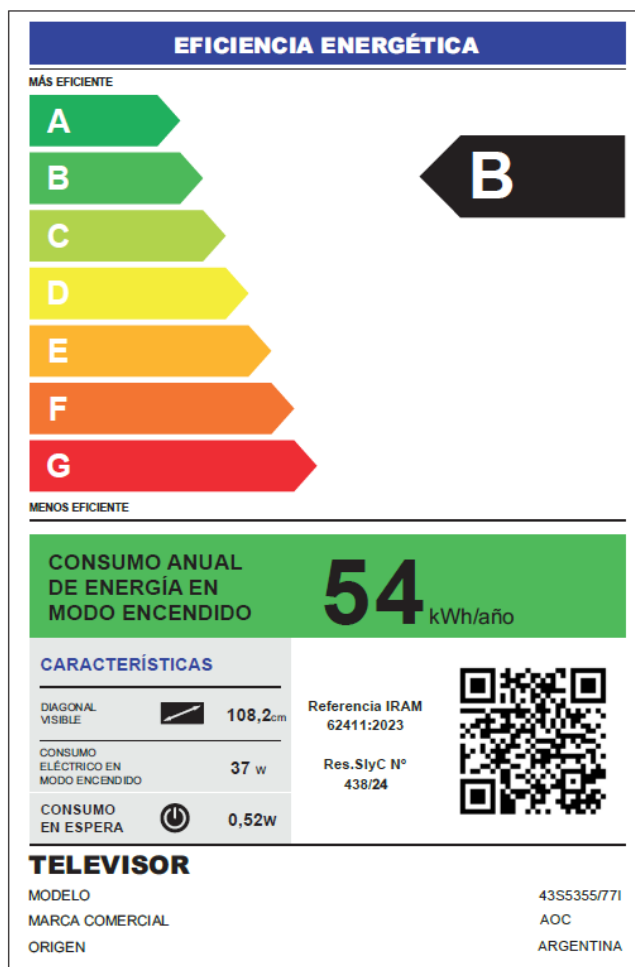 EFICIENCIA ENERGÉTICA
MÁS EFICIENTE
A
B
B
C
D
E
F
G
MENOS EFICIENTE
CONSUMO ANUAL
DE ENERGÍA EN
MODO ENCENDIDO
54 kWh/año
CARACTERÍSTICAS
DIAGONAL
VISIBLE
108,2cm
CONSUMO
ELÉCTRICO EN
MODO ENCENDIDO
37 w
CONSUMO
EN ESPERA
0,52W
Referencia IRAM
62411:2023
Res.SIyC Nº
438/24
TELEVISOR
MODELO 43S5355/77I
MARCA COMERCIAL AOC
ORIGEN ARGENTINA